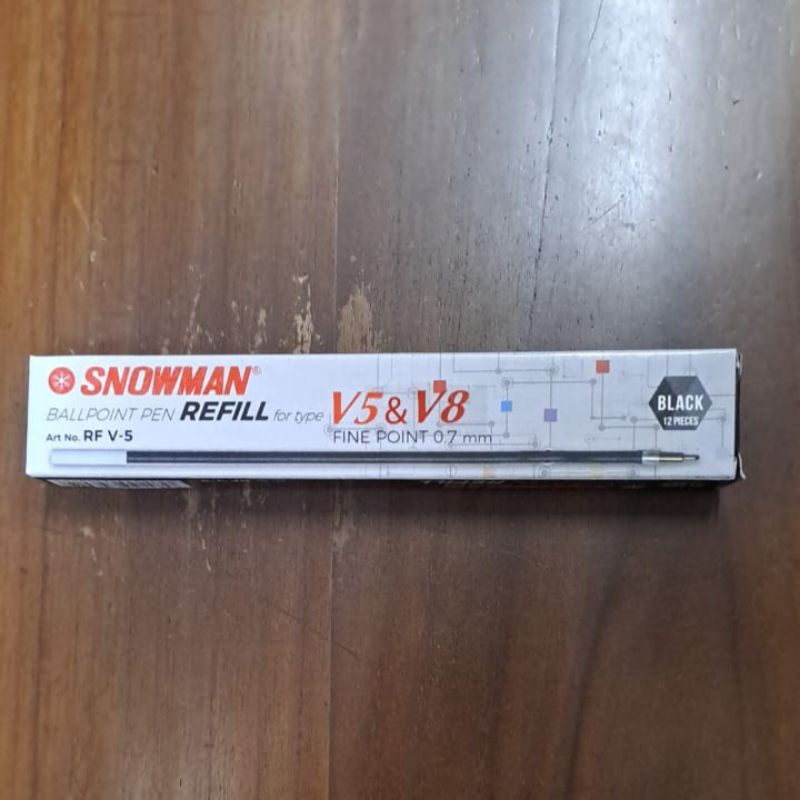 SNOWMAN®
BALLPOINT PEN REFILL for type V5 & V8
Art No. RF V-5
FINE POINT 0.7 mm
BLACK
12 PIECES